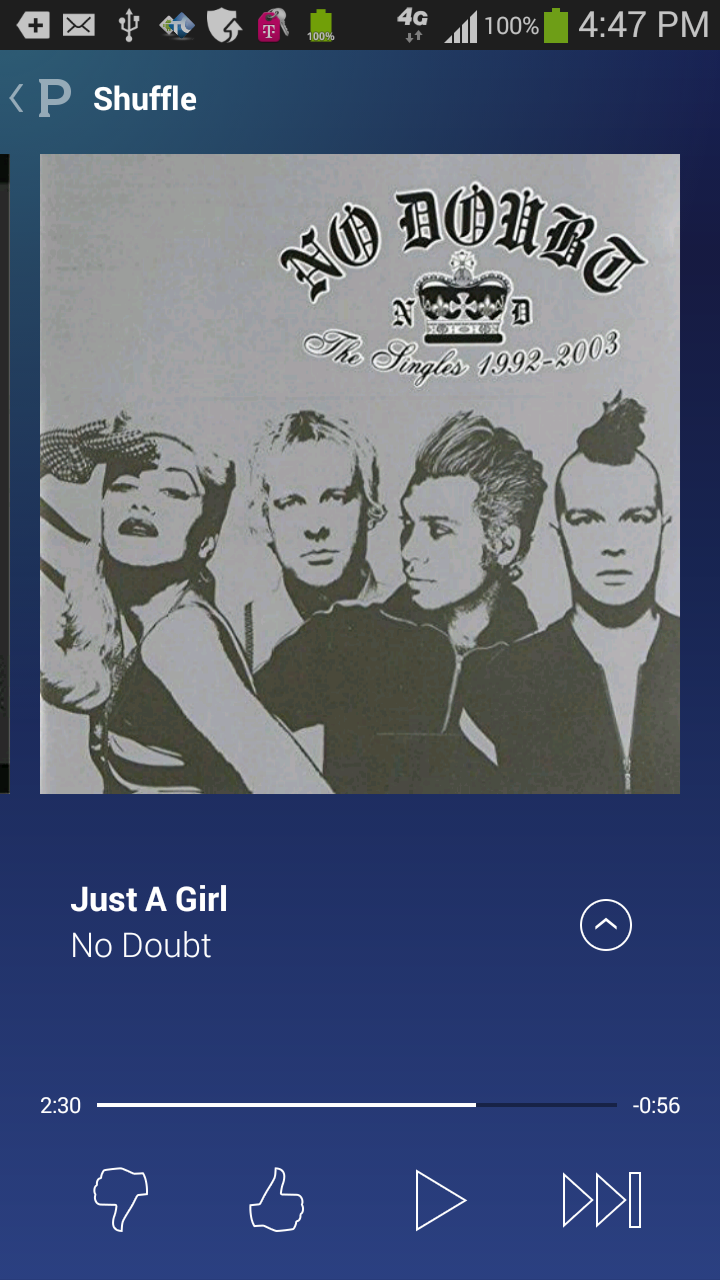 4G 100% 4:47 PM
T
100%
P Shuffle
NO DOUBT
N D
The Singles 1992-2003
Just A Girl
No Doubt
2:30 -0:56